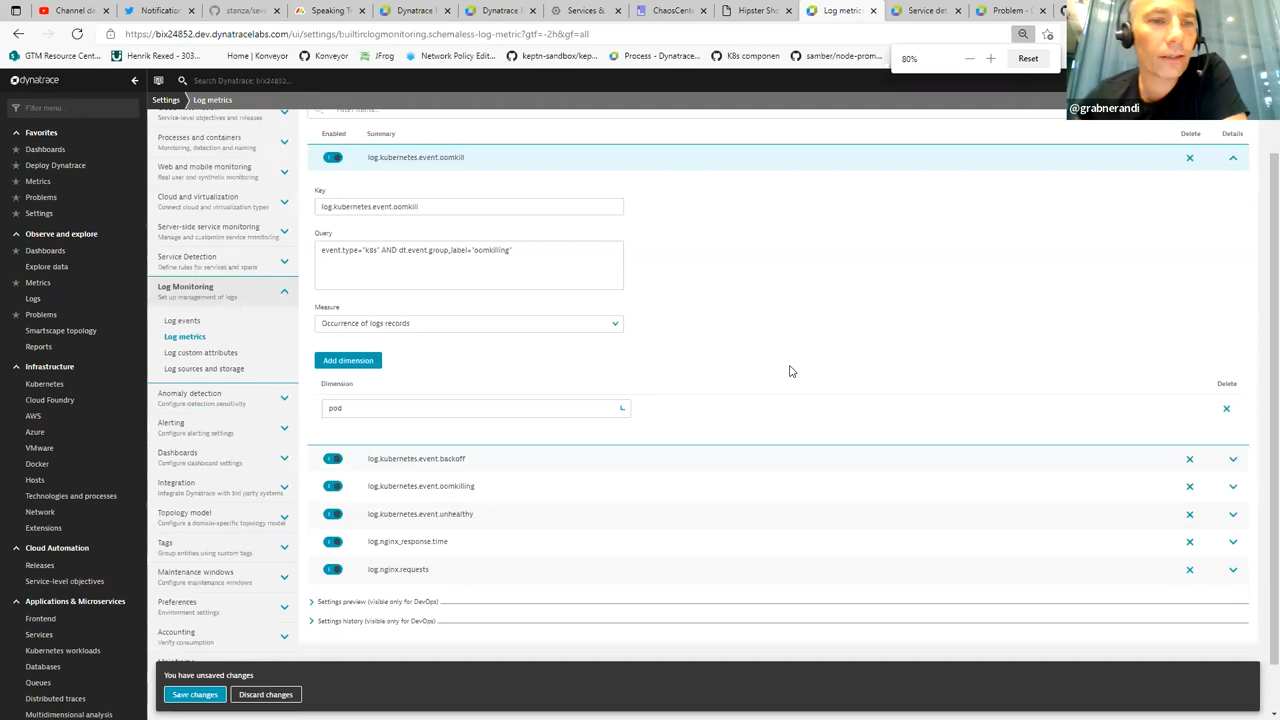 Notification
stanza/seve
Speaking T
Dynatrace
Dynatrace
Services &
ChaosCente
Hipster Sho
Log metric
Service det
Problem - D
https://bix24852.dev.dynatracelabs.com/ui/settings/builtin:logmonitoring.schemaless-log-metric?gtf=-2h&gf=all
GTM Resource Cent...
Henrik Rexed - 303...
Konveyor
JFrog
Network Policy Edit...
keptn-sandbox/kep...
Process - Dynatrac...
K8s componen
samber/node-prom...
80%
Reset
@grabnerandi
dynatrace
Search Dynatrace: bix24852...
Filter menu ...
Settings
Log metrics
Favorites
Dashboards
Deploy Dynatrace
Metrics
Problems
Settings
Observe and explore
Dashboards
Explore data
Metrics
Logs
Problems
Smartscape topology
Reports
Infrastructure
Kubernetes
Cloud Foundry
AWS
Azure
VMware
Docker
Hosts
Technologies and processes
Network
Extensions
Cloud Automation
Releases
Service-level objectives
Applications & Microservices
Frontend
Services
Kubernetes workloads
Databases
Queues
Distributed traces
Multidimensional analysis
Service-level objectives and releases
Processes and containers
Monitoring, detection and naming
Web and mobile monitoring
Real user and synthetic monitoring
Cloud and virtualization
Connect cloud and virtualization types
Server-side service monitoring
Manage and customize service monitoring
Service Detection
Define rules for services and spans
Log Monitoring
Set up management of logs
Log events
Log metrics
Log custom attributes
Log sources and storage
Anomaly detection
Configure detection sensitivity
Alerting
Configure alerting settings
Dashboards
Configure dashboard settings
Integration
Integrate Dynatrace with 3rd party systems
Topology model
Configure a domain-specific topology model
Tags
Group entities using custom tags
Maintenance windows
Configure maintenance windows
Preferences
Environment settings
Accounting
Verify consumption
Enabled Summary Delete Details
log.kubernetes.event.oomkill
Key
log.kubernetes.event.oomkill
Query
event.type="k8s" AND dt.event.group_label="oomkilling"
Measure
Occurrence of logs records
Add dimension
Dimension Delete
pod
log.kubernetes.event.backoff
log.kubernetes.event.oomkilling
log.kubernetes.event.unhealthy
log.nginx_response.time
log.nginx.requests
Settings preview (visible only for DevOps)
Settings history (visible only for DevOps)
You have unsaved changes
Save changes
Discard changes